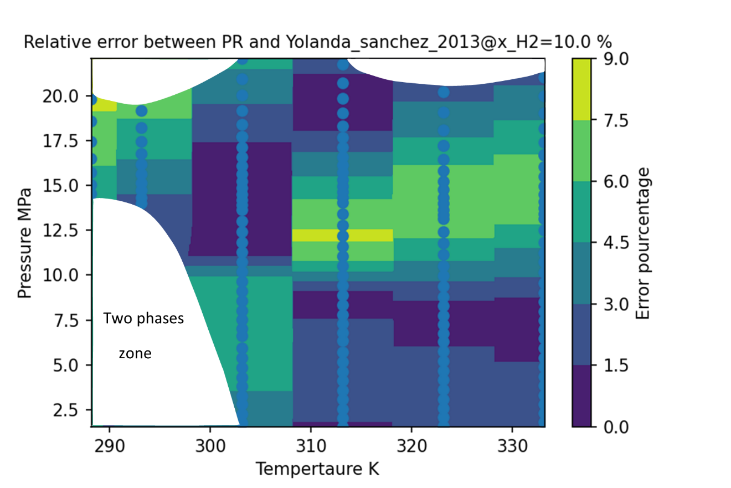 Relative error between PR and Yolanda_sanchez_2013@x_H2=10.0 %
9.0
20.0
7.5
17.5
15.0
6.0
12.5
4.5
10.0
3.0
7.5
5.0
1.5
2.5
0.0
Pressure MPa
Error pourcentage
Two phases
zone
290 300 310 320 330
Tempertaure K